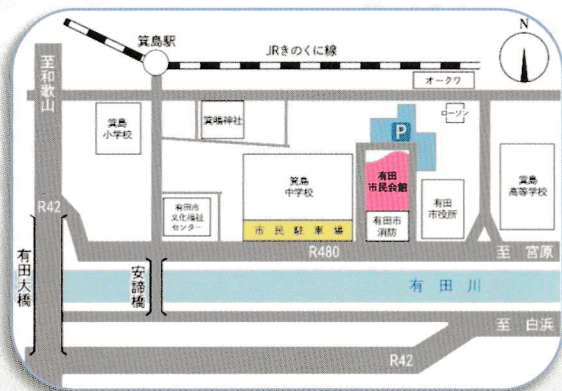 箕島駅
JRきのくに線
N
オークワ
至和歌山
箕島
小学校
箕島神社
P
ローソン
有田
市民会館
箕島
高等学校
箕島
中学校
有田市
文化福祉
センター
有田
市役所
有田市
消防
市民駐車場
R42
R480
至 宮原
有田大橋
安諦橋
有田川
至 白浜
R42